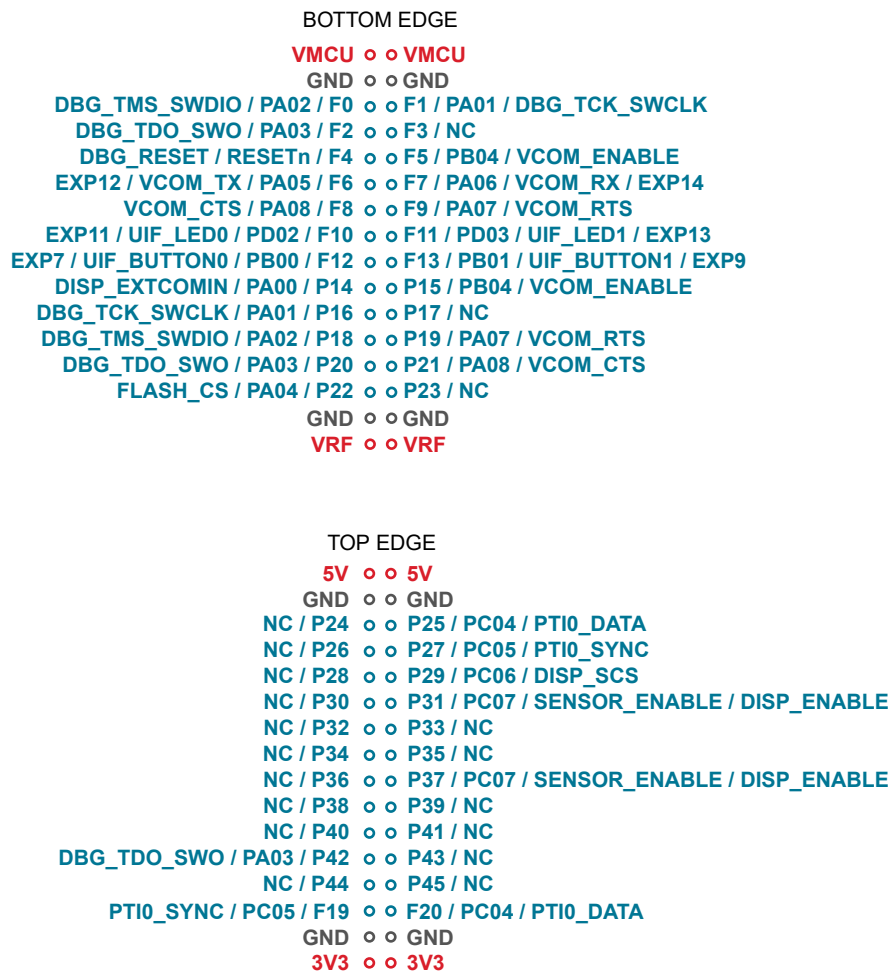 BOTTOM EDGE
VMCU VMCU
GND GND
DBG_TMS_SWDIO / PA02 / F0 F1 / PA01 / DBG_TCK_SWCLK
DBG_TDO_SWO / PA03 / F2 F3 / NC
DBG_RESET / RESETn / F4 F5 / PB04 / VCOM_ENABLE
EXP12 / VCOM_TX / PA05 / F6 F7 / PA06 / VCOM_RX / EXP14
VCOM_CTS / PA08 / F8 F9 / PA07 / VCOM_RTS
EXP11 / UIF_LED0 / PD02 / F10 F11 / PD03 / UIF_LED1 / EXP13
EXP7 / UIF_BUTTON0 / PB00 / F12 F13 / PB01 / UIF_BUTTON1 / EXP9
DISP_EXTCOMIN / PA00 / P14 P15 / PB04 / VCOM_ENABLE
DBG_TCK_SWCLK / PA01 / P16 P17 / NC
DBG_TMS_SWDIO / PA02 / P18 P19 / PA07 / VCOM_RTS
DBG_TDO_SWO / PA03 / P20 P21 / PA08 / VCOM_CTS
FLASH_CS / PA04 / P22 P23 / NC
GND GND
VRF VRF
TOP EDGE
5V 5V
GND GND
NC / P24 P25 / PC04 / PTI0_DATA
NC / P26 P27 / PC05 / PTI0_SYNC
NC / P28 P29 / PC06 / DISP_SCS
NC / P30 P31 / PC07 / SENSOR_ENABLE / DISP_ENABLE
NC / P32 P33 / NC
NC / P34 P35 / NC
NC / P36 P37 / PC07 / SENSOR_ENABLE / DISP_ENABLE
NC / P38 P39 / NC
NC / P40 P41 / NC
DBG_TDO_SWO / PA03 / P42 P43 / NC
NC / P44 P45 / NC
PTI0_SYNC / PC05 / F19 F20 / PC04 / PTI0_DATA
GND GND
3V3 3V3